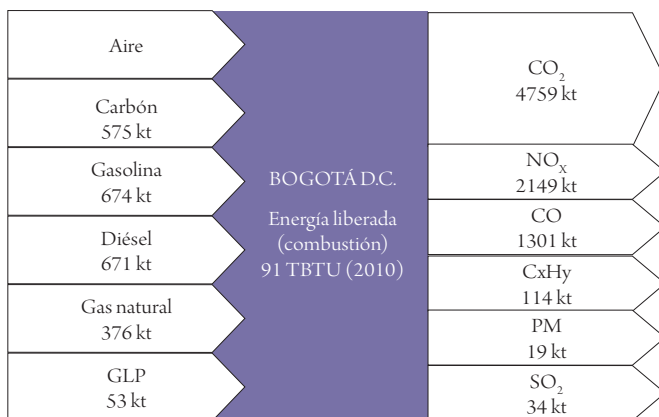 Aire
Carbón
575 kt
Gasolina
674 kt
Diésel
671 kt
Gas natural
376 kt
GLP
53 kt
BOGOTÁ D.C.
Energía liberada
(combustión)
91 TBTU (2010)
CO₂
4759 kt
NOₓ
2149 kt
CO
1301 kt
CxHy
114 kt
PM
19 kt
SO₂
34 kt